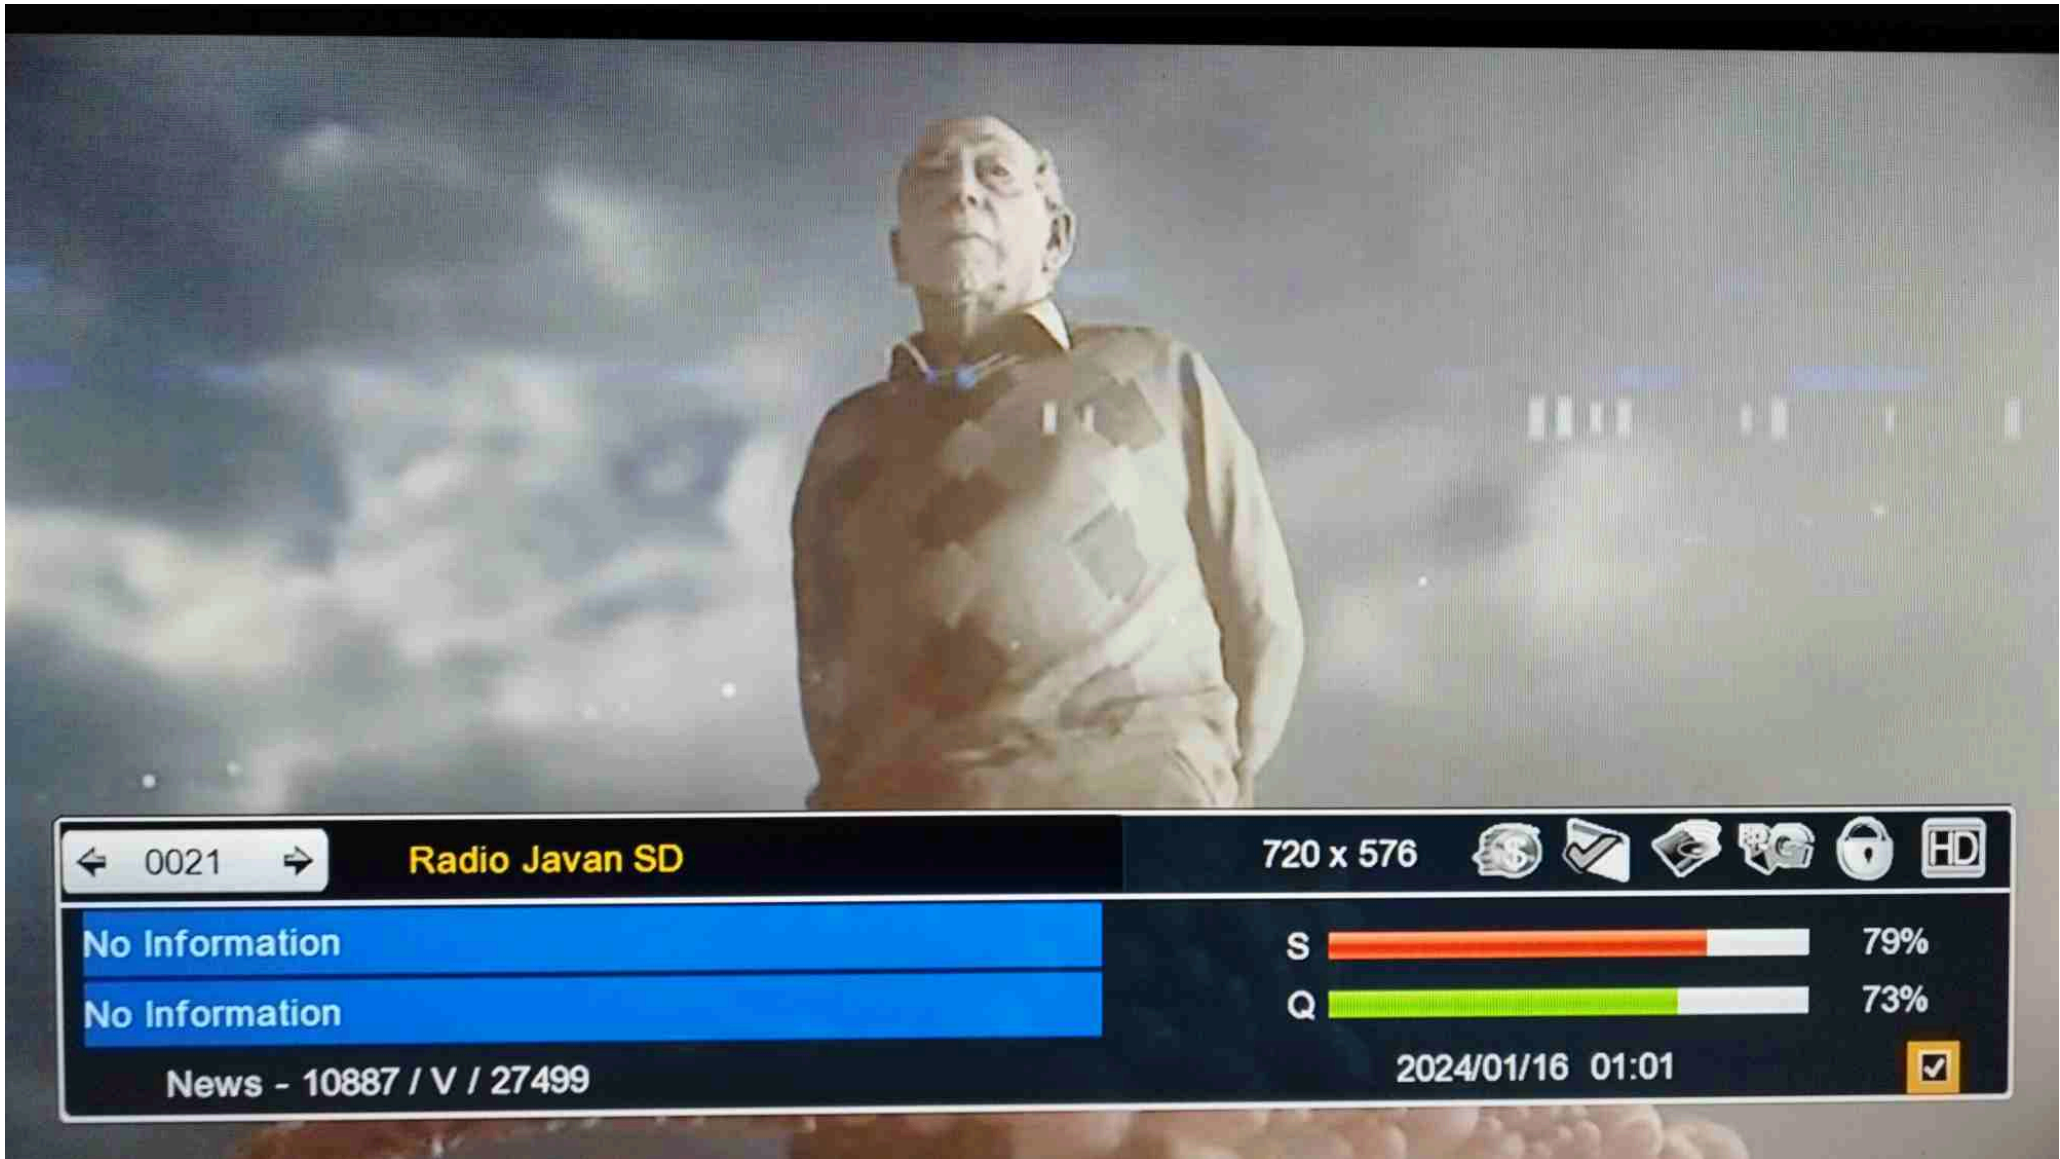 0021 Radio Javan SD 720 x 576 HD
No Information S 79%
No Information Q 73%
News - 10887 / V / 27499 2024/01/16 01:01